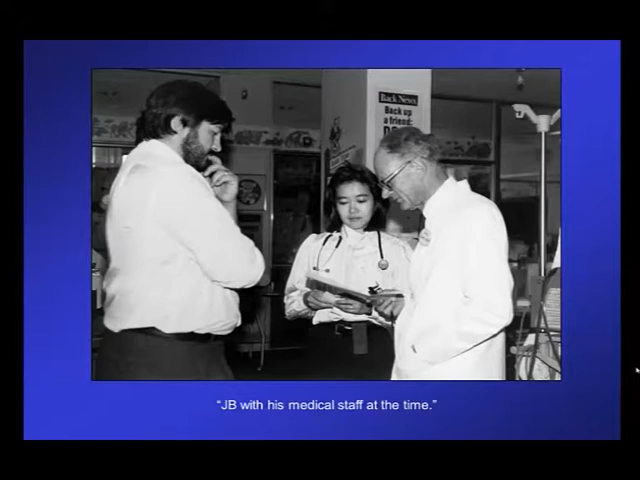 Back News
Back up
a friend:
“JB with his medical staff at the time.”